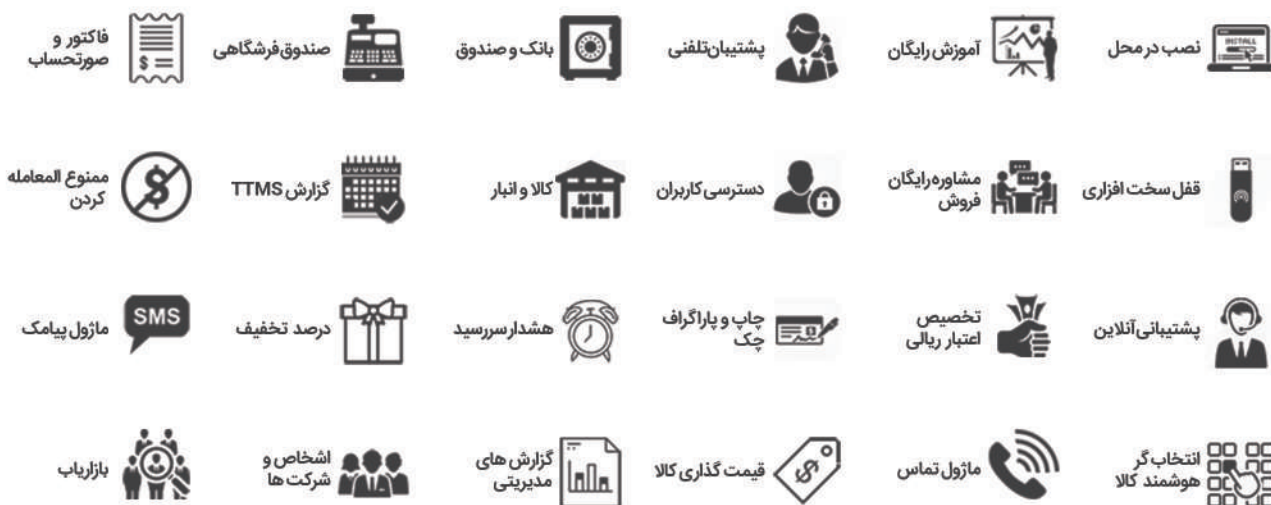 INSTALL
نصب در محل
آموزش رایگان
پشتیبان تلفنی
بانک و صندوق
صندوق فرشگاهی
فاکتور و
صورتحساب
$ =
قفل سخت افزاری
مشاوره رایگان
فروش
دسترسی کاربران
کالا و انبار
گزارش TTMS
ممنوع المعامله
کردن
$
پشتیبانی آنلاین
تخصیص
اعتبار ریالی
چاپ و پاراگراف
چک
هشدار سررسید
درصد تخفیف
SMS
ماژول پیامک
انتخاب گر
هوشمند کالا
ماژول تماس
$
قیمت گذاری کالا
گزارش های
مدیریتی
اشخاص و
شرکت ها
بازاریاب